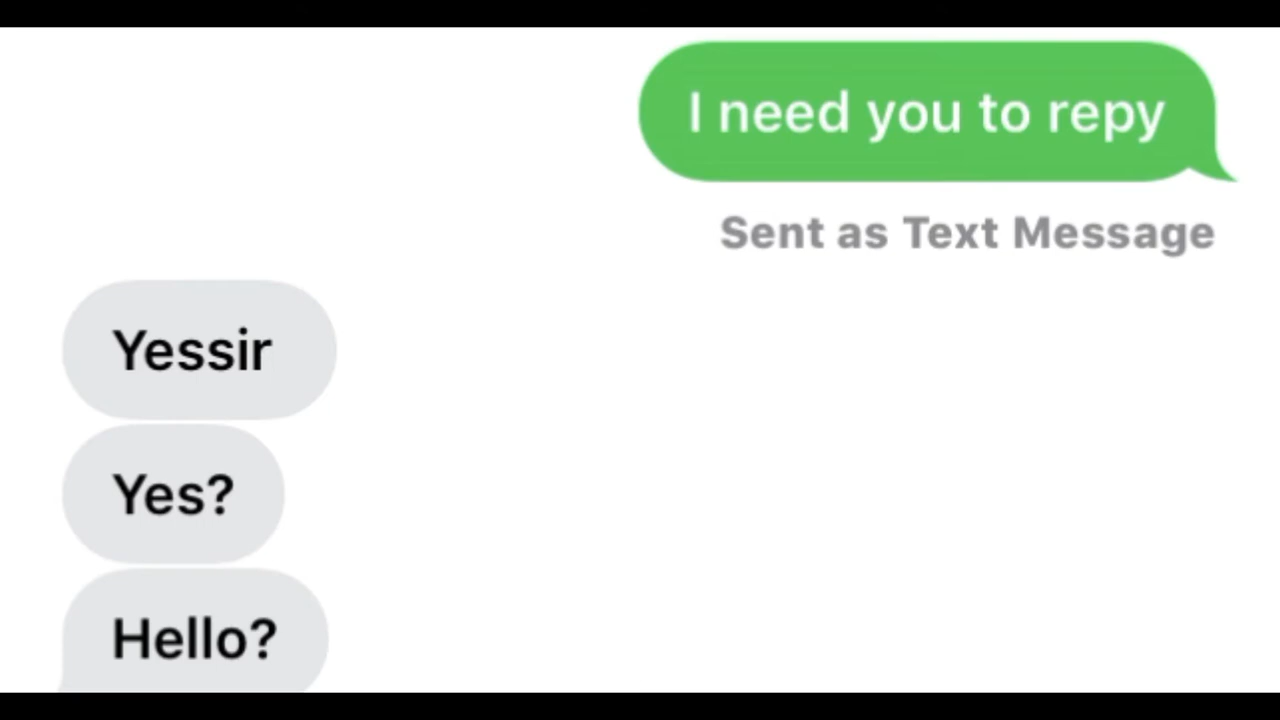 I need you to repy
Sent as Text Message
Yessir
Yes?
Hello?